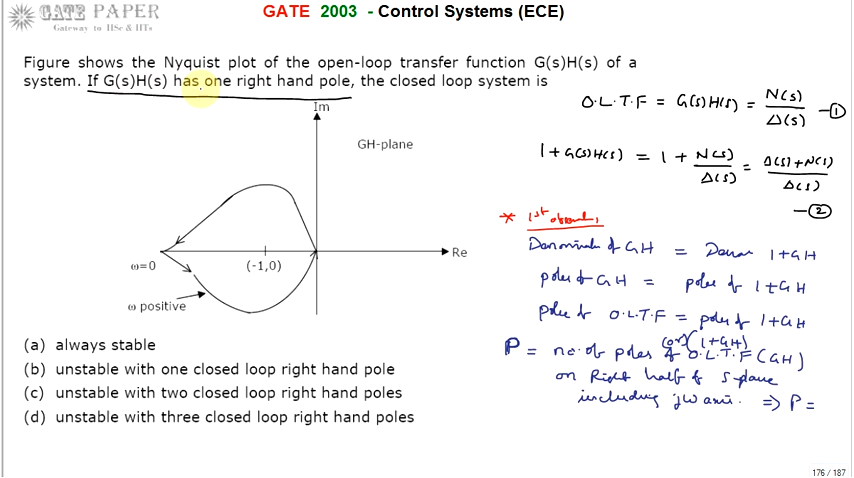 GATE PAPER
Gateway to IISc & IITs
GATE 2003 - Control Systems (ECE)
Figure shows the Nyquist plot of the open-loop transfer function G(s)H(s) of a
system. If G(s)H(s) has one right hand pole, the closed loop system is
Im
GH-plane
Re
ω=0
(-1,0)
ω positive
(a) always stable
(b) unstable with one closed loop right hand pole
(c) unstable with two closed loop right hand poles
(d) unstable with three closed loop right hand poles
O.L.T.F = G(s)H(s) = N(s)/Δ(s) —①
1+G(s)H(s) = 1 + N(s)/Δ(s) = Δ(s)+N(s)/Δ(s)
—②
* 1st
of GH = 1+GH
poles of GH = poles of 1+GH
poles of O.L.T.F = poles of 1+GH
(or) (1+GH)
P = no. of poles of O.L.T.F (GH)
on Right half of s-plane
including jω axis. ⇒ P =
176 / 187